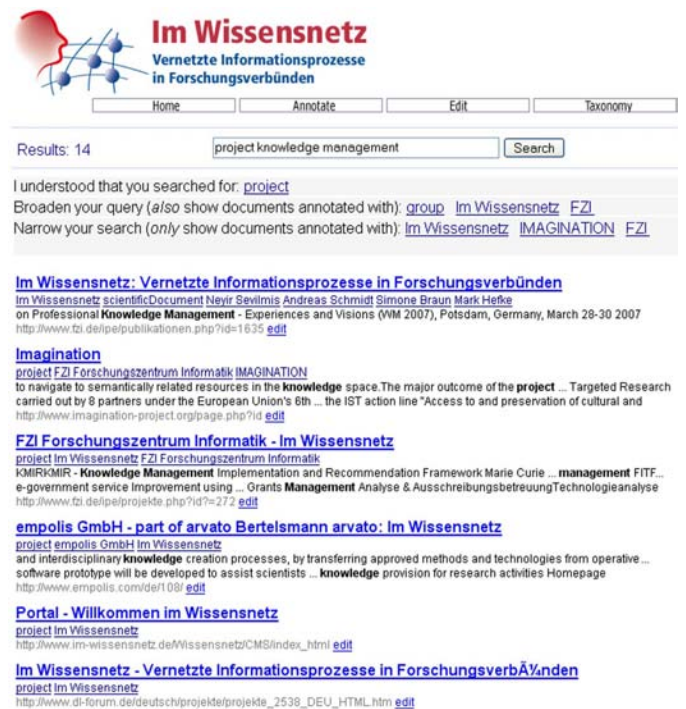 Im Wissensnetz
Vernetzte Informationsprozesse
in Forschungsverbünden
Home Annotate Edit Taxonomy
Results: 14 project knowledge management Search
I understood that you searched for: project
Broaden your query (also show documents annotated with): group Im Wissensnetz FZI
Narrow your search (only show documents annotated with): Im Wissensnetz IMAGINATION FZI
Im Wissensnetz: Vernetzte Informationsprozesse in Forschungsverbünden
Im Wissensnetz scientificDocument Neyir Sevilmis Andreas Schmidt Simone Braun Mark Hefke
on Professional Knowledge Management - Experiences and Visions (WM 2007), Potsdam, Germany, March 28-30 2007
http://www.fzi.de/ipe/publikationen.php?id=1635 edit
Imagination
project FZI Forschungszentrum Informatik IMAGINATION
to navigate to semantically related resources in the knowledge space.The major outcome of the project ... Targeted Research
carried out by 8 partners under the European Union's 6th ... the IST action line "Access to and preservation of cultural and
http://www.imagination-project.org/page.php?id edit
FZI Forschungszentrum Informatik - Im Wissensnetz
project Im Wissensnetz FZI Forschungszentrum Informatik
KMIRKMIR - Knowledge Management Implementation and Recommendation Framework Marie Curie ... management FITF...
e-government service Improvement using ... Grants Management Analyse & AusschreibungsbetreuungTechnologieanalyse
http://www.fzi.de/ipe/projekte.php?id?=272 edit
empolis GmbH - part of arvato Bertelsmann arvato: Im Wissensnetz
project empolis GmbH Im Wissensnetz
and interdisciplinary knowledge creation processes, by transferring approved methods and technologies from operative ...
software prototype will be developed to assist scientists ... knowledge provision for research activities Homepage
http://www.empolis.com/de/108/ edit
Portal - Willkommen im Wissensnetz
project Im Wissensnetz
http://www.im-wissensnetz.de/Wissensnetz/CMS/index_html edit
Im Wissensnetz - Vernetzte Informationsprozesse in ForschungsverbÃ¼nden
project Im Wissensnetz
http://www.dl-forum.de/deutsch/projekte/projekte_2538_DEU_HTML.htm edit